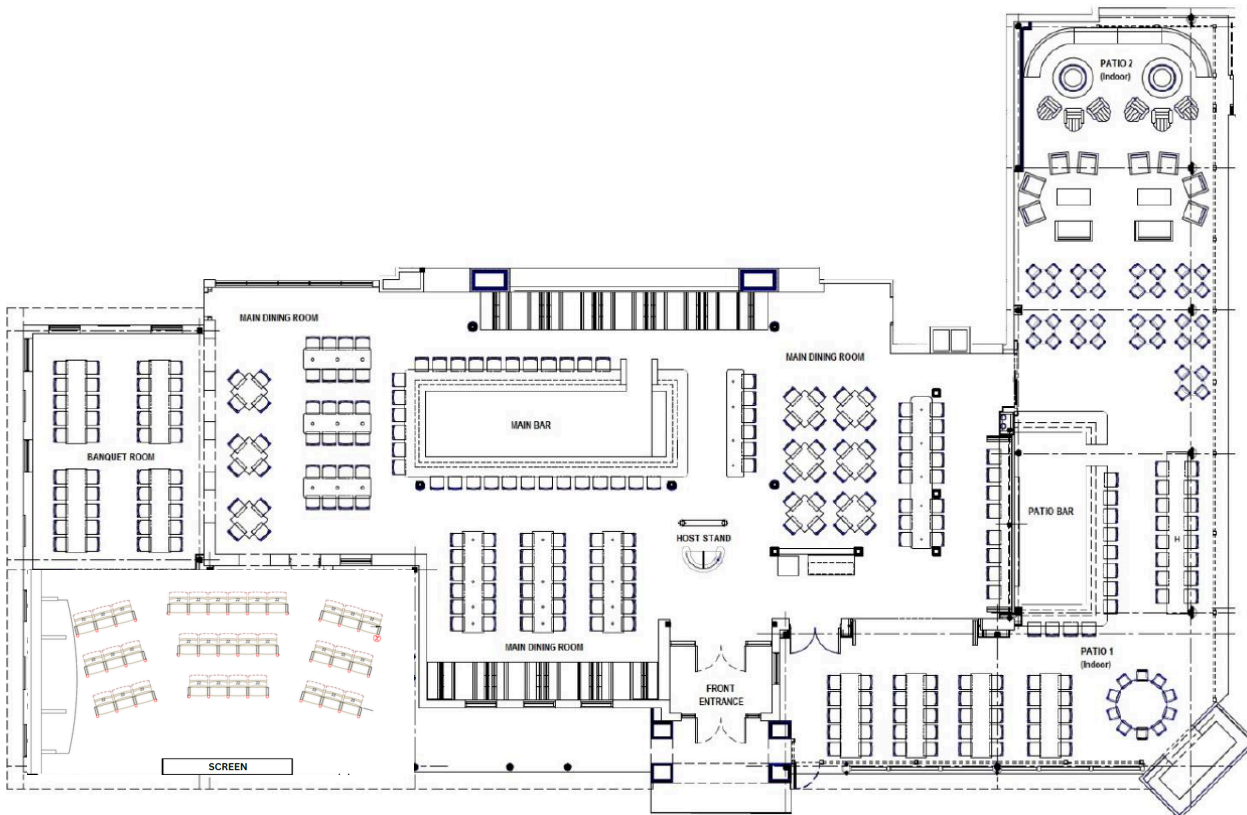 PATIO 2
(Indoor)
MAIN DINING ROOM
MAIN DINING ROOM
MAIN BAR
BANQUET ROOM
PATIO BAR
H
HOST STAND
MAIN DINING ROOM
PATIO 1
(Indoor)
FRONT
ENTRANCE
SCREEN